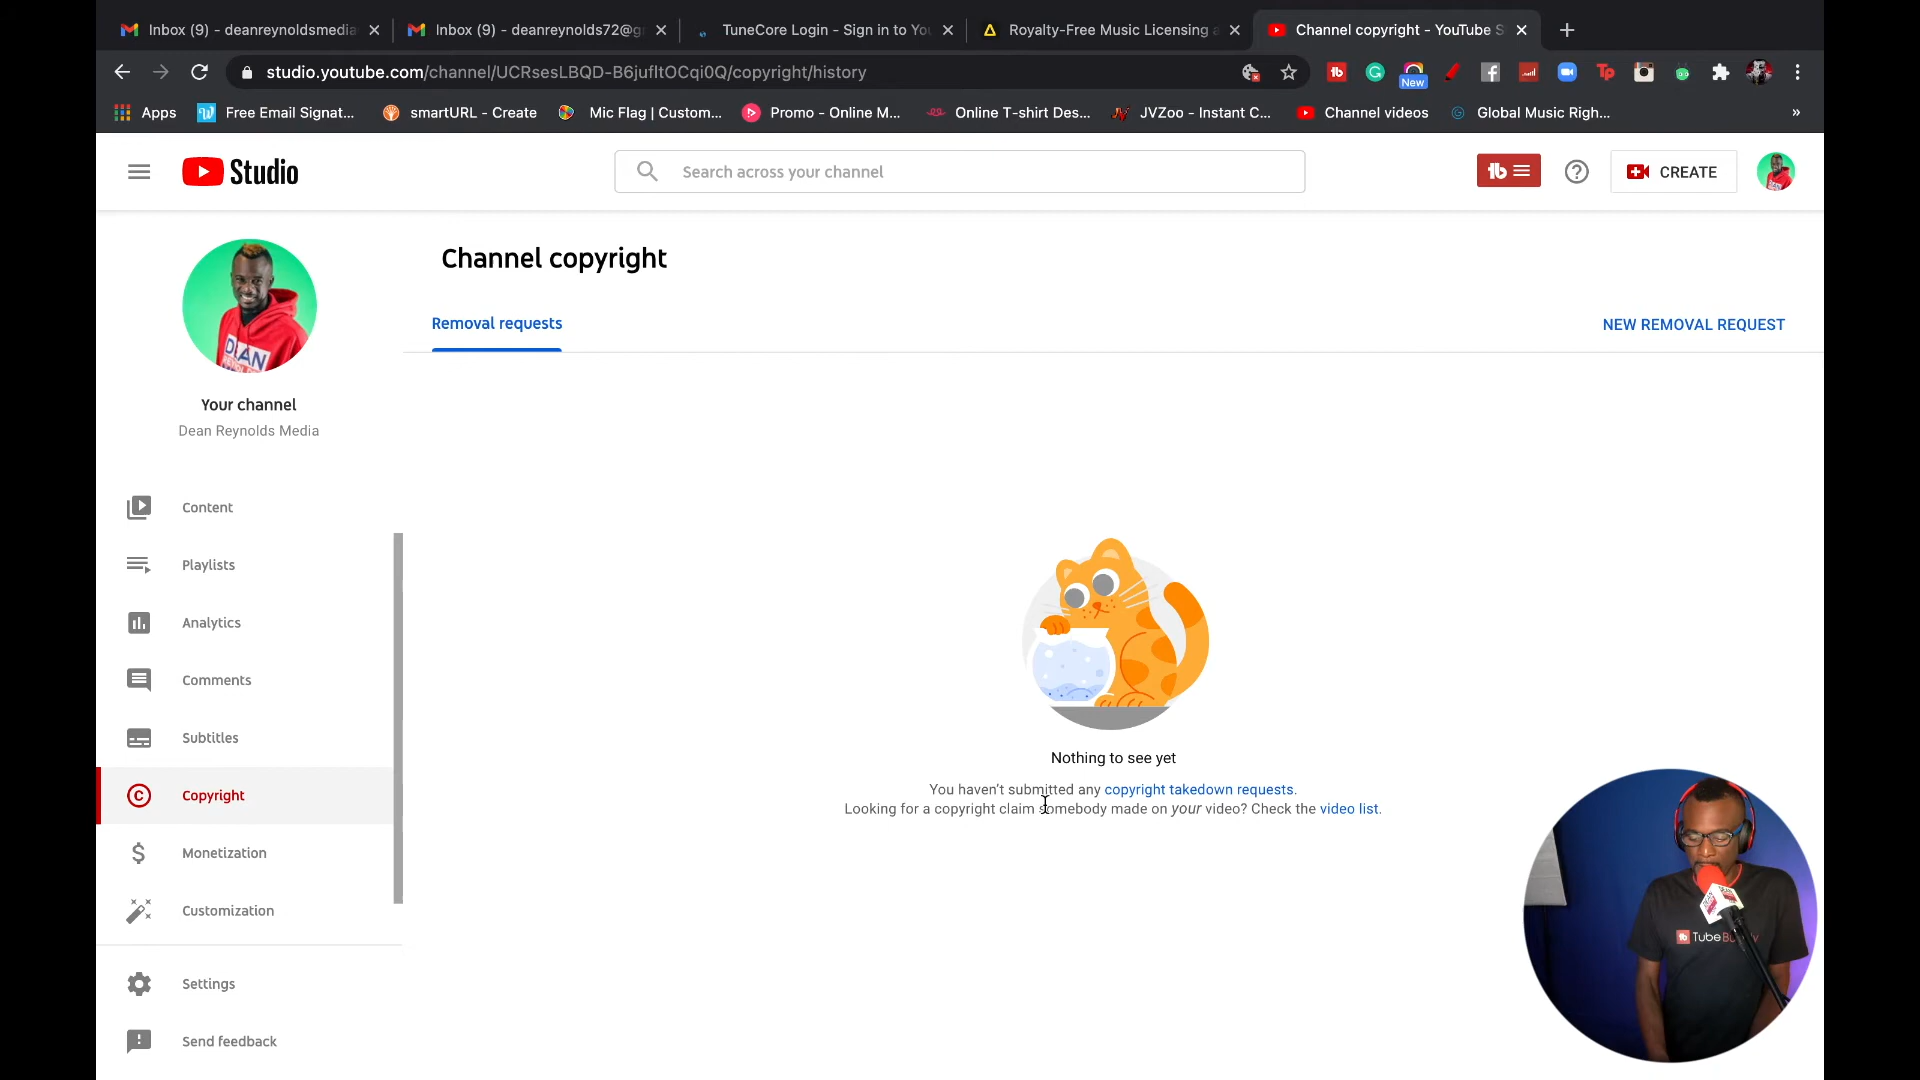 Inbox (9) - deanreynoldsmedia
Inbox (9) - deanreynolds72@g
TuneCore Login - Sign in to You
Royalty-Free Music Licensing a
Channel copyright - YouTube S
studio.youtube.com/channel/UCRsesLBQD-B6jufItOCqi0Q/copyright/history
New
Apps
Free Email Signat...
smartURL - Create
Mic Flag | Custom...
Promo - Online M...
Online T-shirt Des...
JVZoo - Instant C...
Channel videos
Global Music Righ...
»
Studio
Search across your channel
CREATE
Channel copyright
Removal requests
NEW REMOVAL REQUEST
Your channel
Dean Reynolds Media
Content
Playlists
Analytics
Comments
Subtitles
Copyright
Monetization
Customization
Settings
Send feedback
Nothing to see yet
You haven't submitted any copyright takedown requests.
Looking for a copyright claim somebody made on your video? Check the video list.